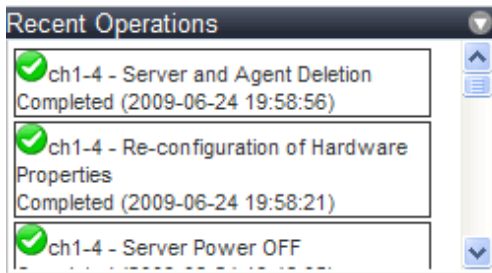 Recent Operations
ch1-4 - Server and Agent Deletion
Completed (2009-06-24 19:58:56)
ch1-4 - Re-configuration of Hardware
Properties
Completed (2009-06-24 19:58:21)
ch1-4 - Server Power OFF